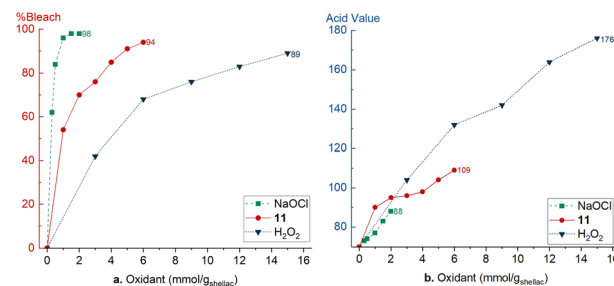 %Bleach
100
80
60
40
20
0
98
94
89
NaOCl
11
H₂O₂
0 2 4 6 8 10 12 14 16
a. Oxidant (mmol/gshellac)
Acid Value
180
160
140
120
100
80
176
109
88
NaOCl
11
H₂O₂
0 2 4 6 8 10 12 14 16
b. Oxidant (mmol/gshellac)